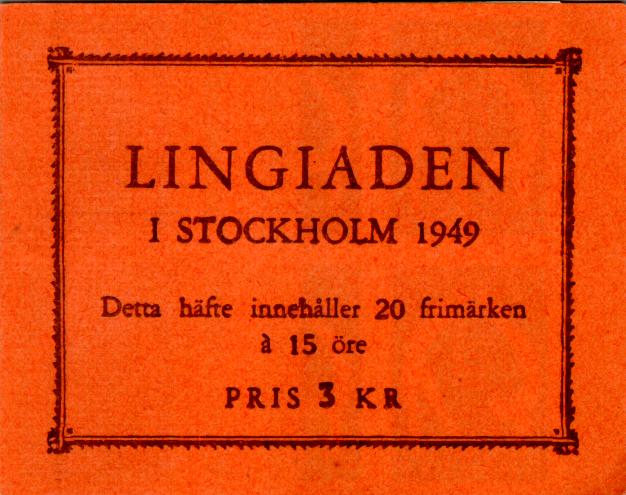 LINGIADEN
I STOCKHOLM 1949
Detta häfte innehåller 20 frimärken
à 15 öre
PRIS 3 KR